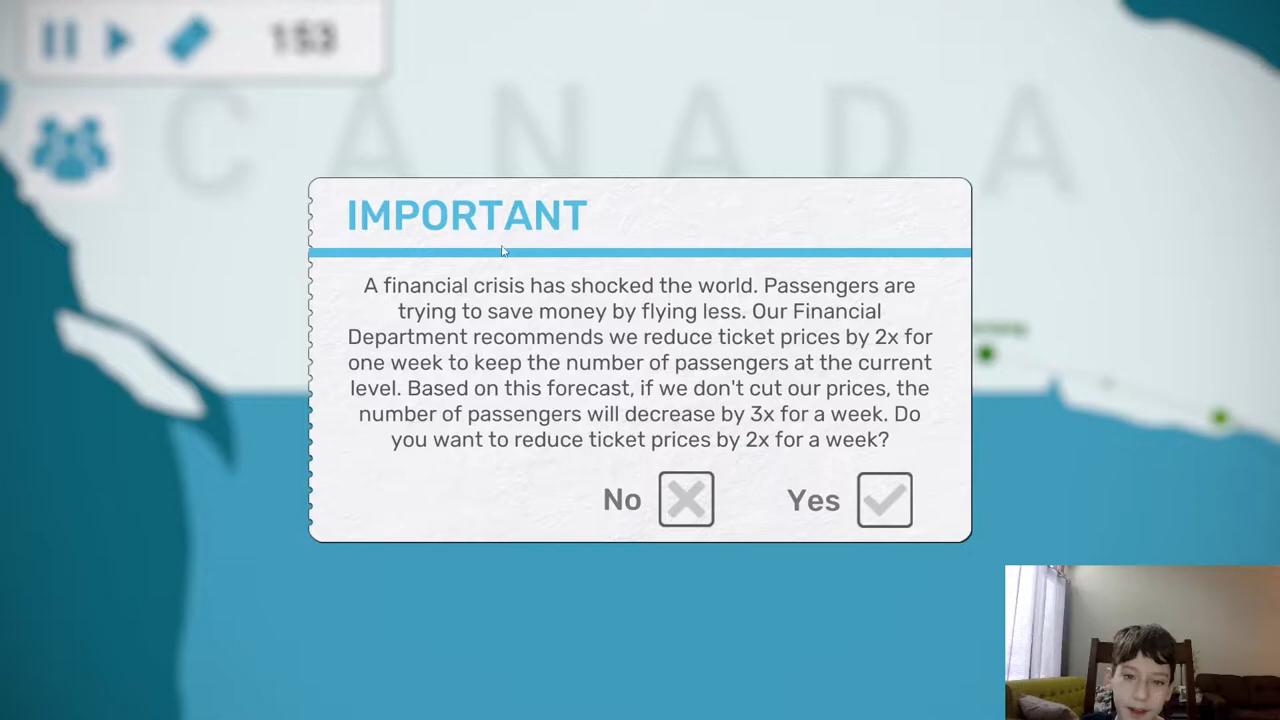 153
CANADA
IMPORTANT
A financial crisis has shocked the world. Passengers are
trying to save money by flying less. Our Financial
Department recommends we reduce ticket prices by 2x for
one week to keep the number of passengers at the current
level. Based on this forecast, if we don't cut our prices, the
number of passengers will decrease by 3x for a week. Do
you want to reduce ticket prices by 2x for a week?
No
Yes